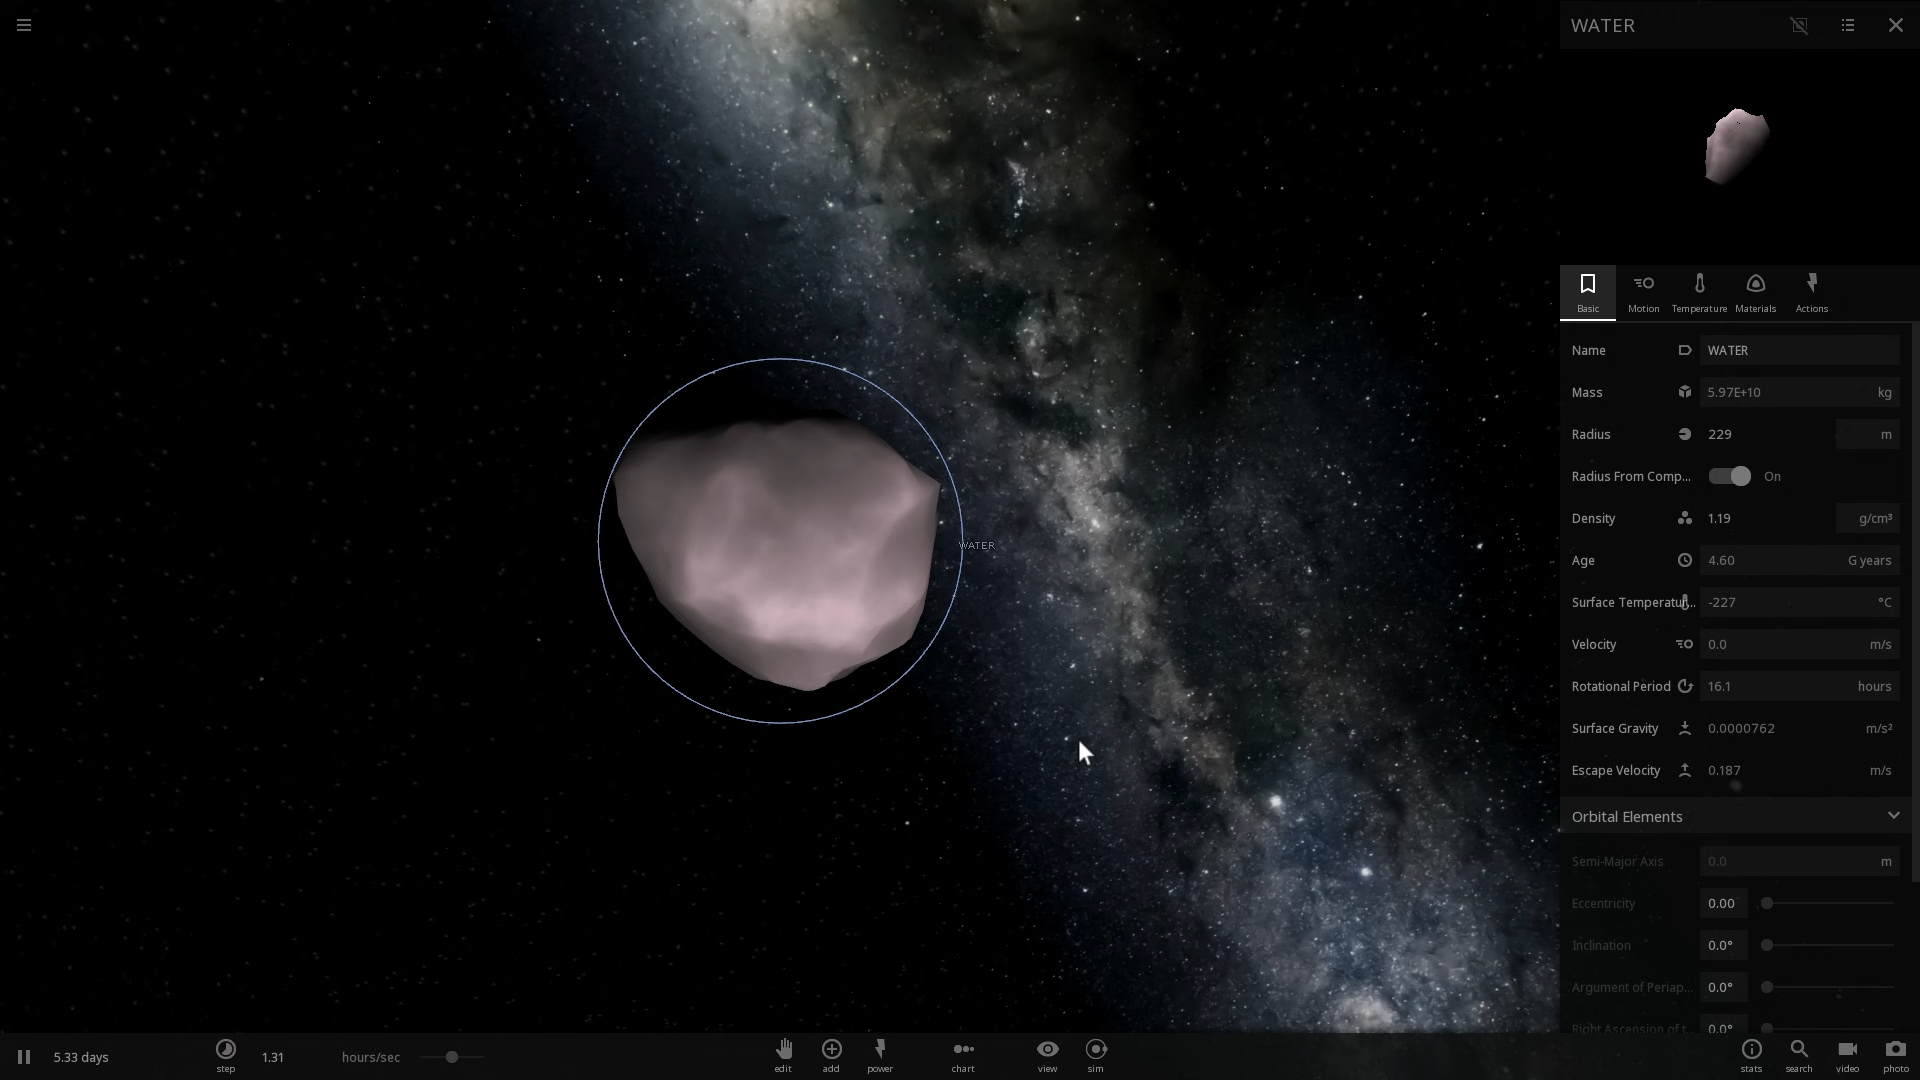 WATER
Basic
Motion
Temperature
Materials
Actions
Name WATER
Mass 5.97E+10 kg
Radius 229 m
Radius From Comp... On
Density 1.19 g/cm³
Age 4.60 G years
Surface Temperatur... -227 °C
Velocity 0.0 m/s
Rotational Period 16.1 hours
Surface Gravity 0.0000762 m/s²
Escape Velocity 0.187 m/s
Orbital Elements
Semi-Major Axis 0.0 m
Eccentricity 0.00
Inclination 0.0°
Argument of Periap... 0.0°
Right Ascension of t... 0.0°
WATER
5.33 days
step
1.31 hours/sec
edit
add
power
chart
view
sim
stats
search
video
photo